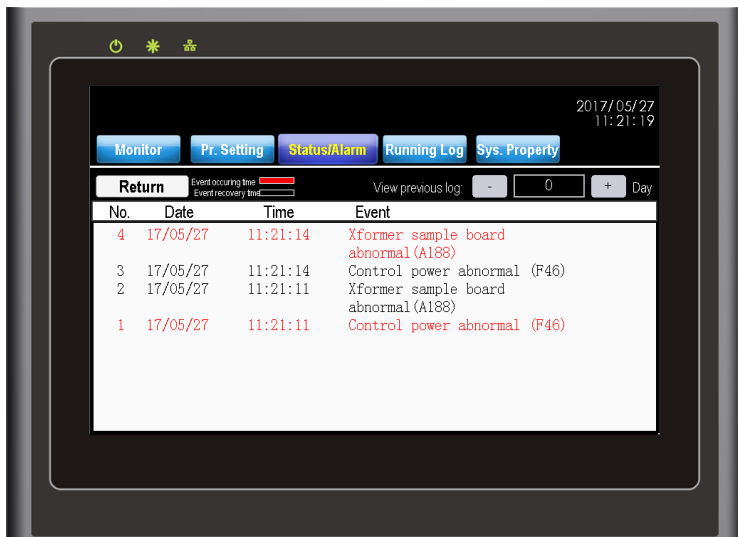 2017/05/27
11:21:19
Monitor Pr. Setting Status/Alarm Running Log Sys. Property
Return Event occuring time View previous log: - 0 + Day
Event recovery time
No. Date Time Event
4 17/05/27 11:21:14 Xformer sample board
abnormal(A188)
3 17/05/27 11:21:14 Control power abnormal (F46)
2 17/05/27 11:21:11 Xformer sample board
abnormal(A188)
1 17/05/27 11:21:11 Control power abnormal (F46)